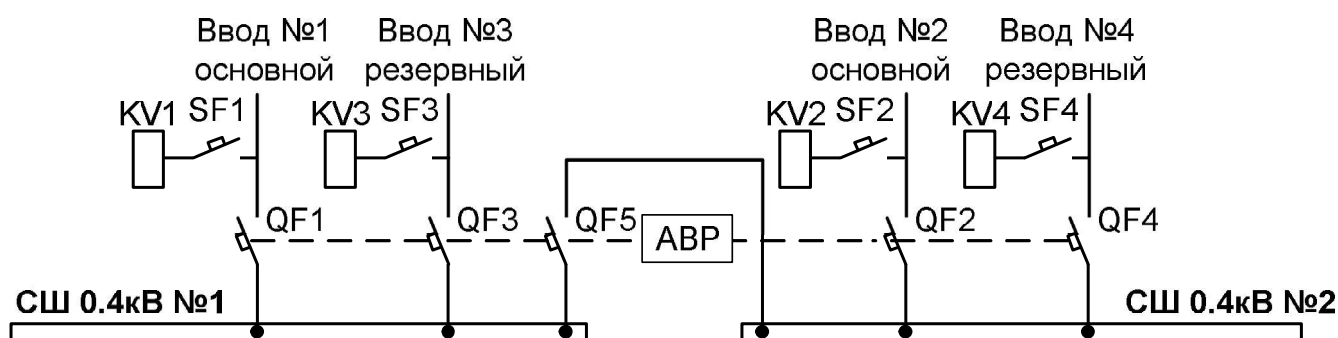 Ввод №1
основной
Ввод №3
резервный
Ввод №2
основной
Ввод №4
резервный
KV1 SF1
KV3 SF3
KV2 SF2
KV4 SF4
QF1
QF3
QF5
АВР
QF2
QF4
СШ 0.4кВ №1
СШ 0.4кВ №2